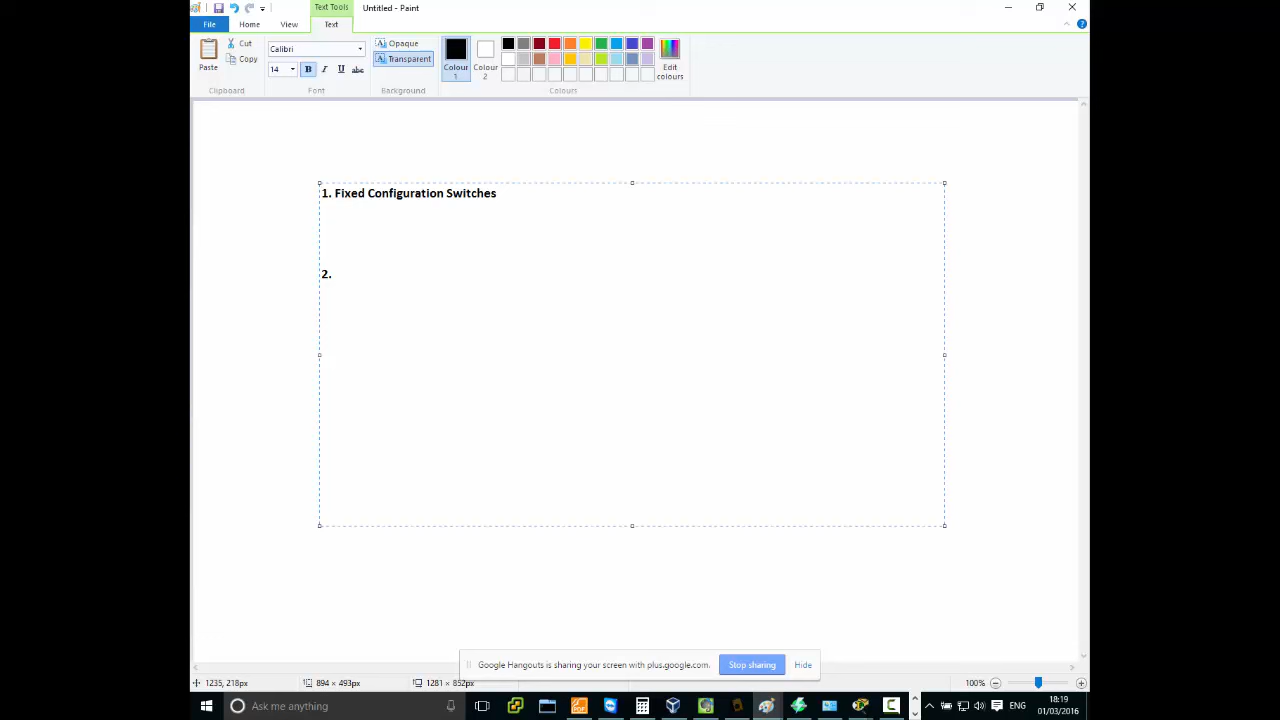 Text Tools
Untitled - Paint
File
Home
View
Text
Paste
Cut
Copy
Clipboard
Calibri
14
B
I
U
abc
Font
Opaque
Transparent
Background
Colour 1
Colour 2
Edit colours
Colours
1. Fixed Configuration Switches
2.
Google Hangouts is sharing your screen with plus.google.com.
Stop sharing
Hide
1235, 218px
894 × 493px
1281 × 852px
100%
Ask me anything
PDF
ENG
18:19
01/03/2016